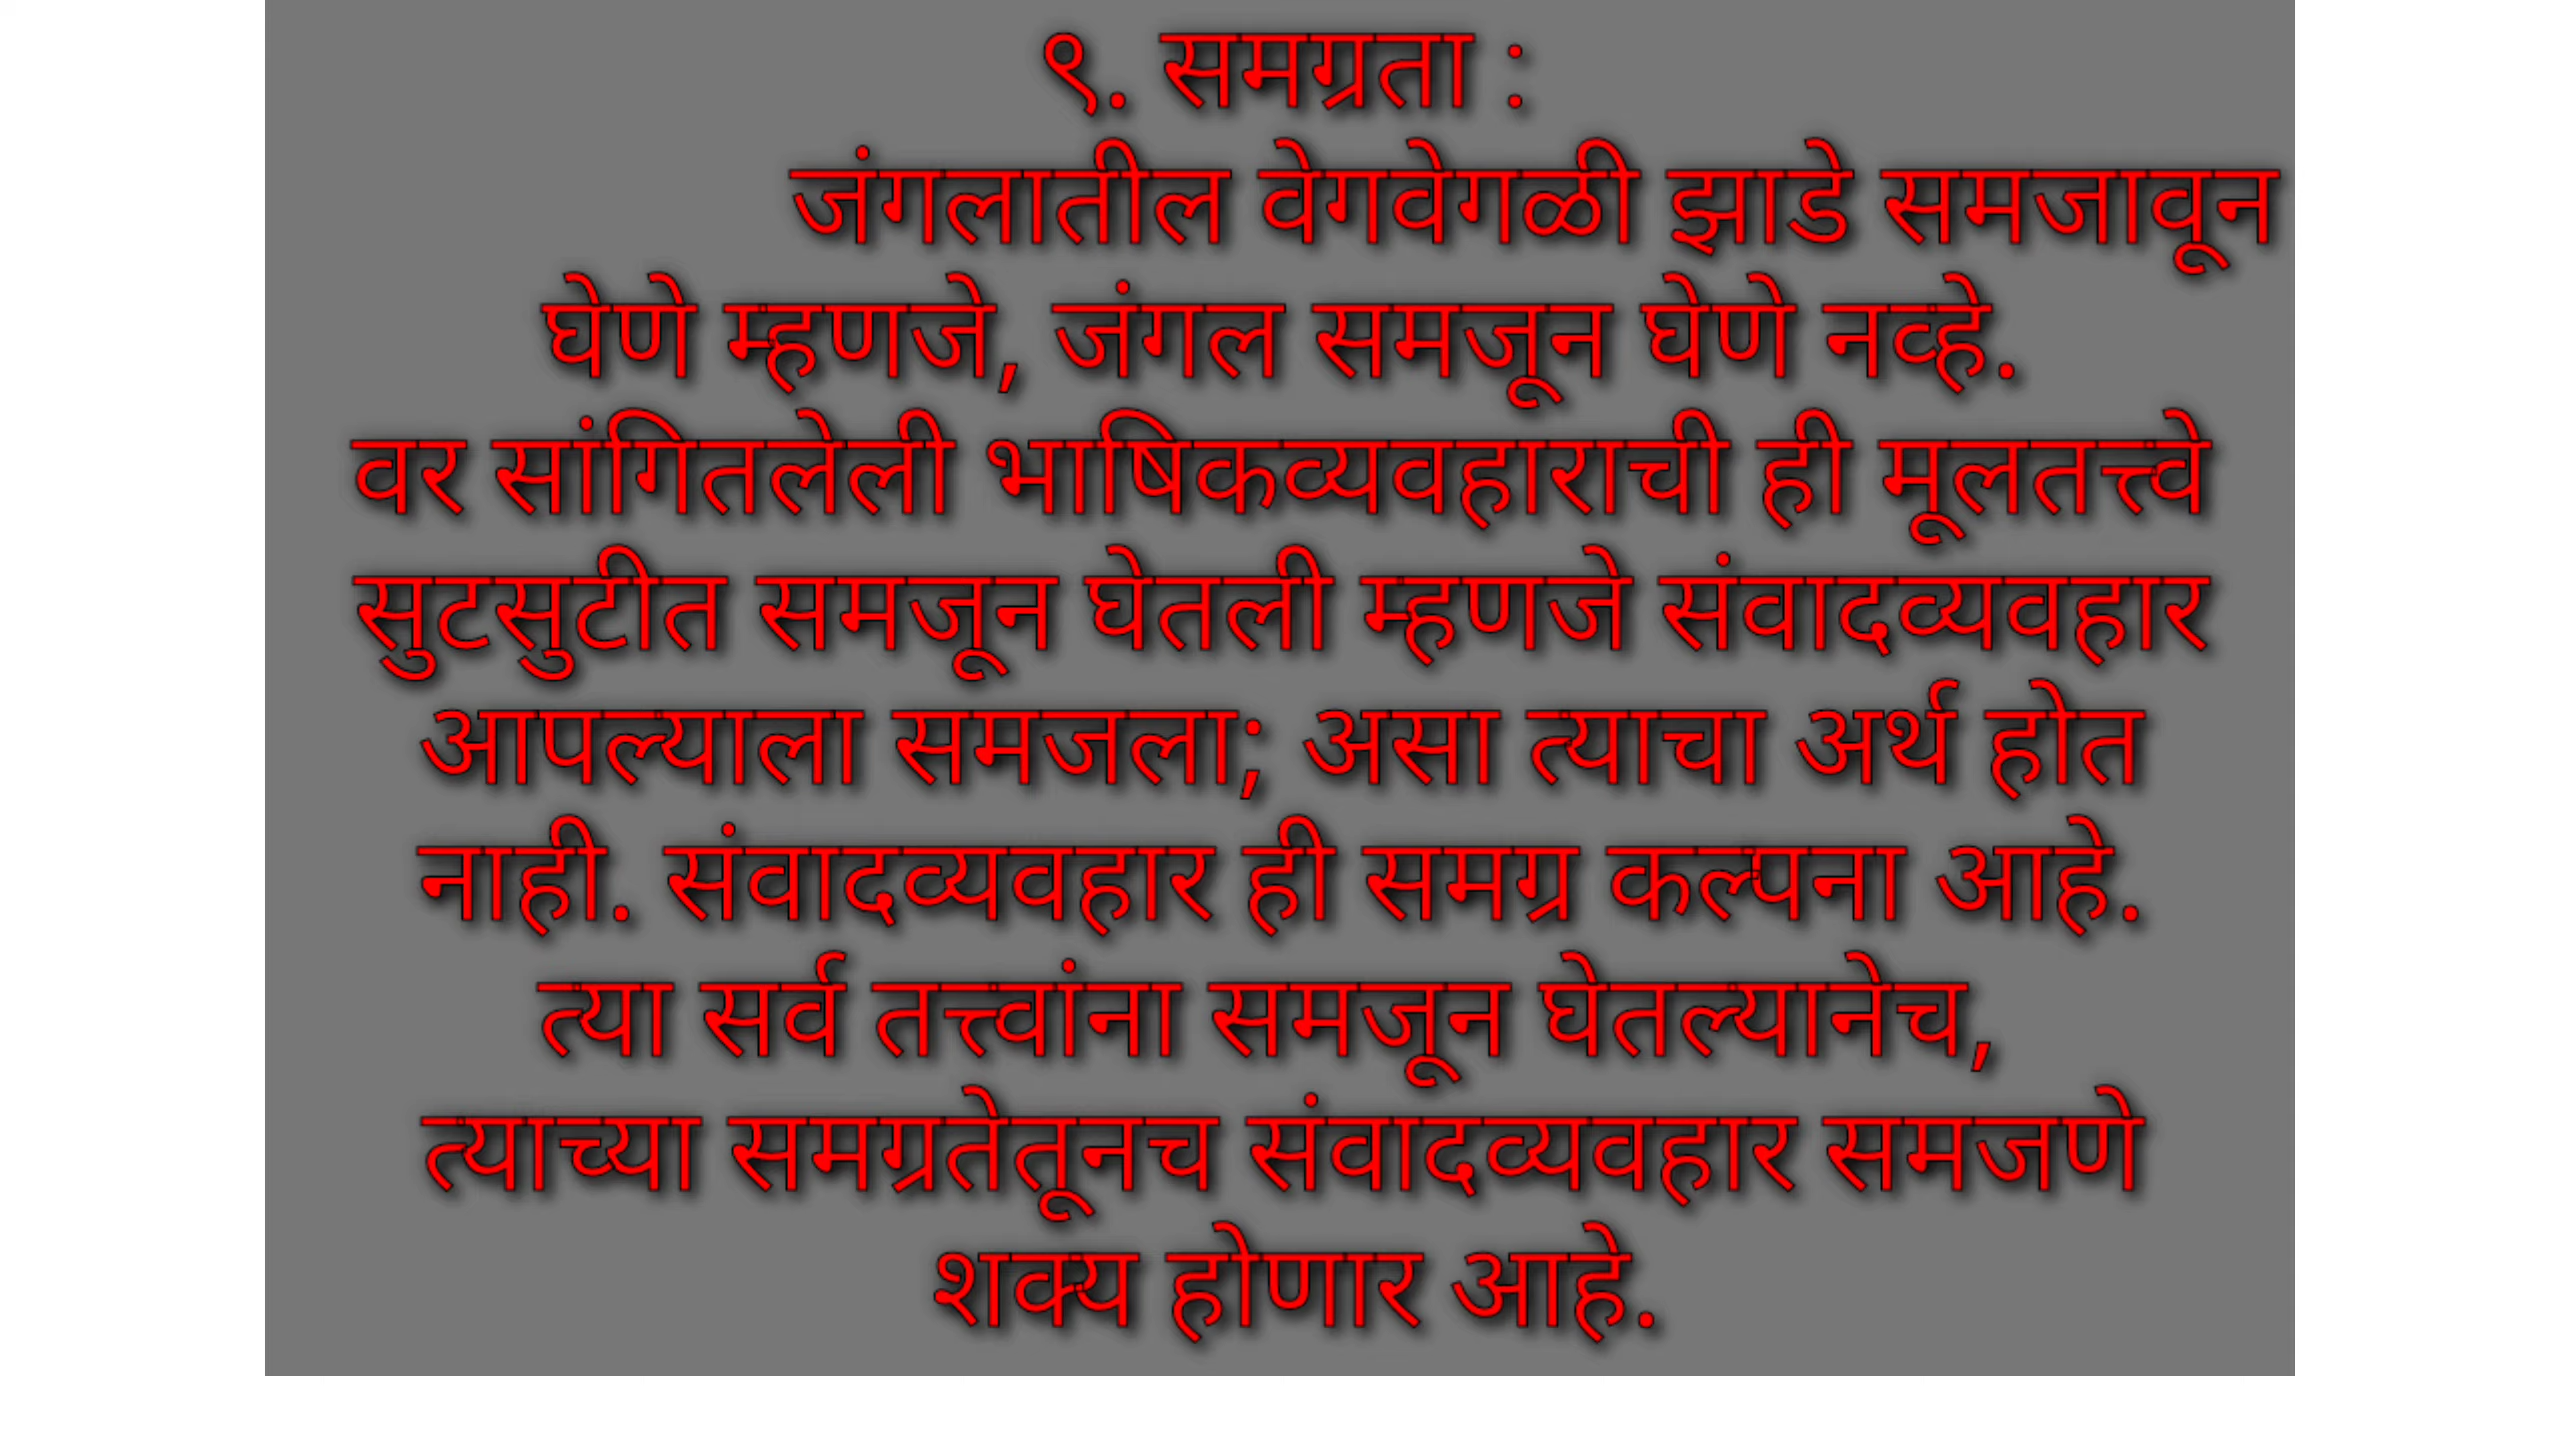 ९. समग्रता :
जंगलातील वेगवेगळी झाडे समजावून
घेणे म्हणजे, जंगल समजून घेणे नव्हे.
वर सांगितलेली भाषिकव्यवहाराची ही मूलतत्त्वे
सुटसुटीत समजून घेतली म्हणजे संवादव्यवहार
आपल्याला समजला; असा त्याचा अर्थ होत
नाही. संवादव्यवहार ही समग्र कल्पना आहे.
त्या सर्व तत्त्वांना समजून घेतल्यानेच,
त्याच्या समग्रतेतूनच संवादव्यवहार समजणे
शक्य होणार आहे.